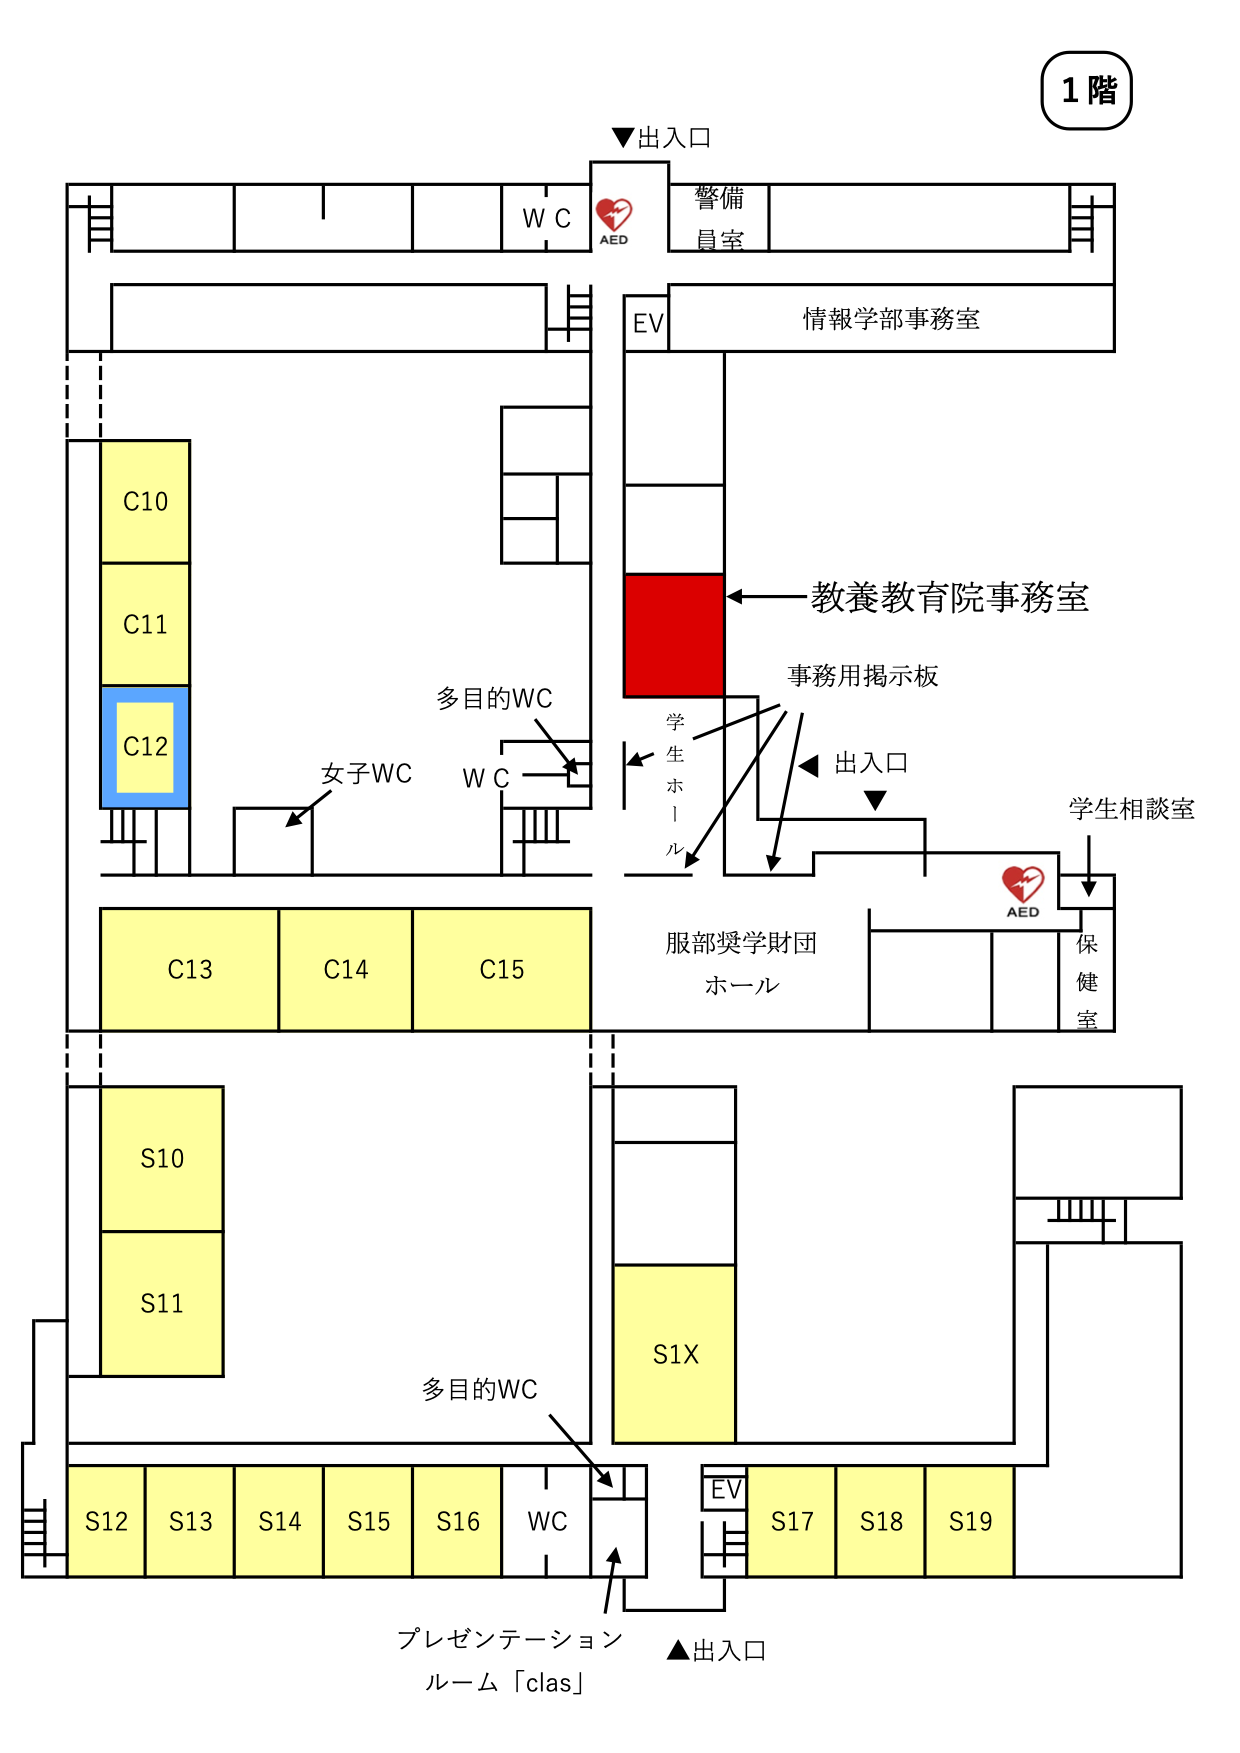 1 階
▼出入口
WC
AED
警備
員室
EV
情報学部事務室
C10
C11
教養教育院事務室
事務用掲示板
多目的WC
学生ホール
C12
女子WC
WC
◀ 出入口
▼
学生相談室
AED
C13
C14
C15
服部奨学財団
ホール
保健室
S10
S11
S1X
多目的WC
EV
S12
S13
S14
S15
S16
WC
S17
S18
S19
プレゼンテーション
ルーム「clas」
▲出入口